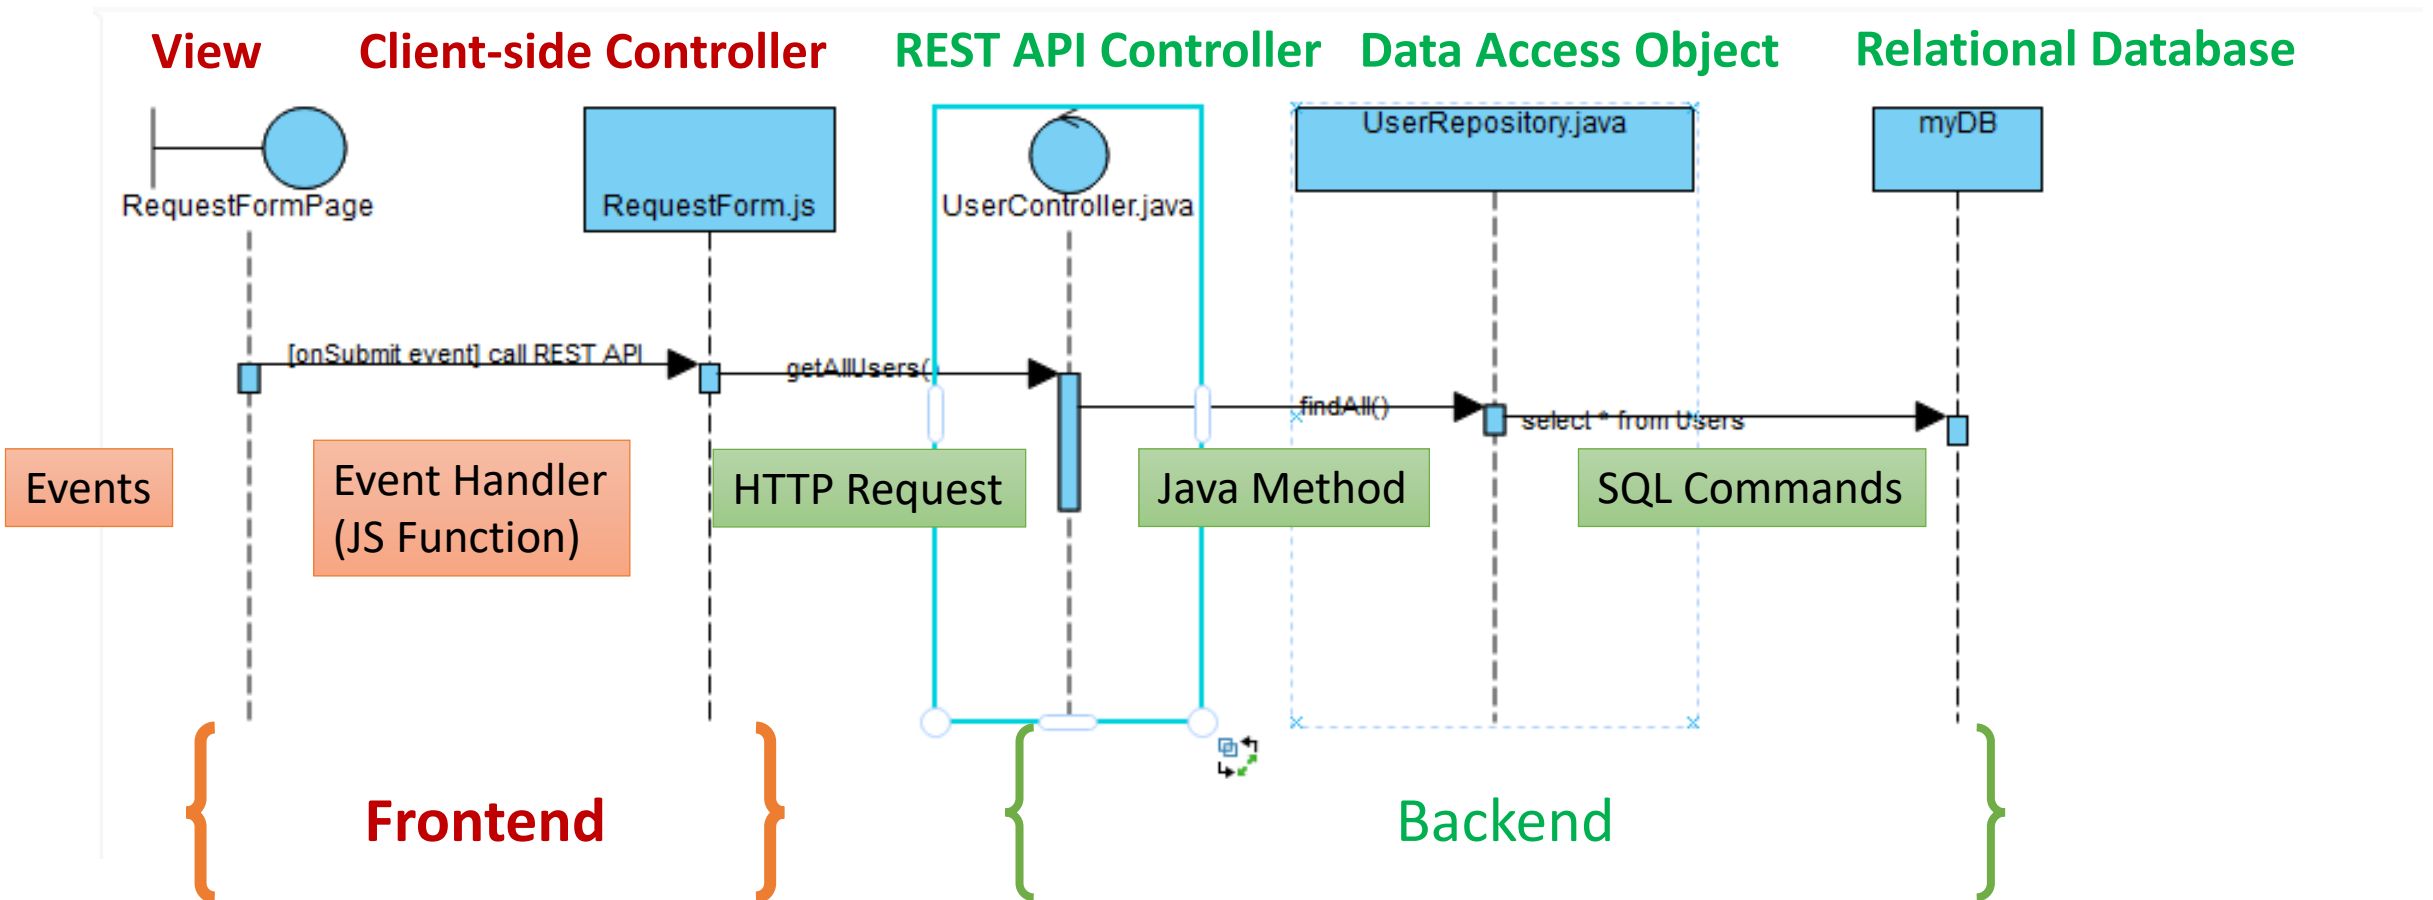 View
Client-side Controller
REST API Controller
Data Access Object
Relational Database
RequestFormPage
RequestForm.js
UserController.java
UserRepository.java
myDB
[onSubmit event] call REST API
getAllUsers()
findAll()
select * from Users
Events
Event Handler
(JS Function)
HTTP Request
Java Method
SQL Commands
Frontend
Backend